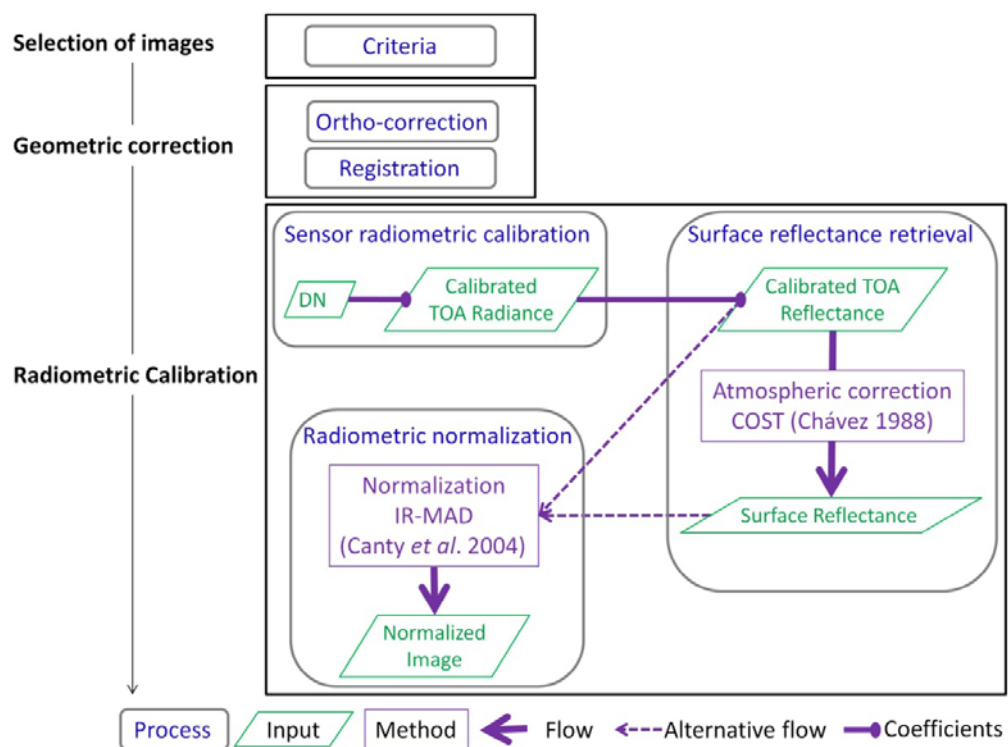 Selection of images
Criteria
Geometric correction
Ortho-correction
Registration
Radiometric Calibration
Sensor radiometric calibration
DN
Calibrated
TOA Radiance
Surface reflectance retrieval
Calibrated TOA
Reflectance
Atmospheric correction
COST (Chávez 1988)
Surface Reflectance
Radiometric normalization
Normalization
IR-MAD
(Canty et al. 2004)
Normalized
Image
Process
Input
Method
Flow
Alternative flow
Coefficients